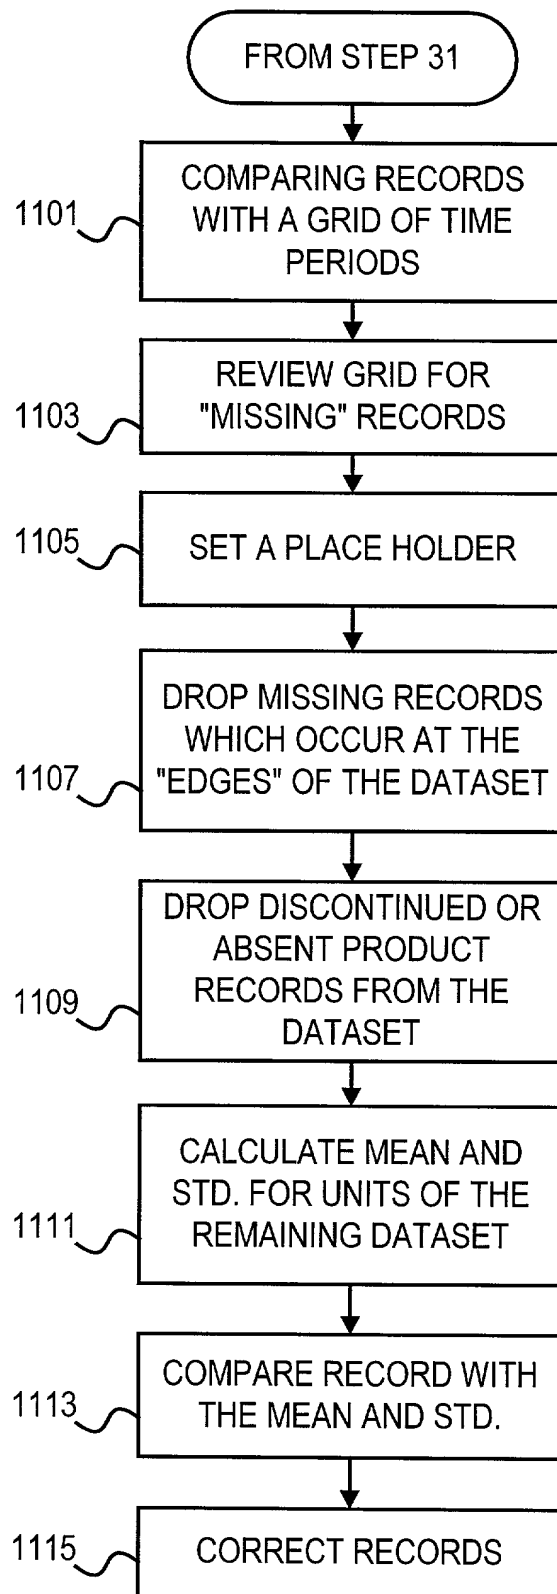 FROM STEP 31
1101
COMPARING RECORDS
WITH A GRID OF TIME
PERIODS
1103
REVIEW GRID FOR
"MISSING" RECORDS
1105
SET A PLACE HOLDER
1107
DROP MISSING RECORDS
WHICH OCCUR AT THE
"EDGES" OF THE DATASET
1109
DROP DISCONTINUED OR
ABSENT PRODUCT
RECORDS FROM THE
DATASET
1111
CALCULATE MEAN AND
STD. FOR UNITS OF THE
REMAINING DATASET
1113
COMPARE RECORD WITH
THE MEAN AND STD.
1115
CORRECT RECORDS